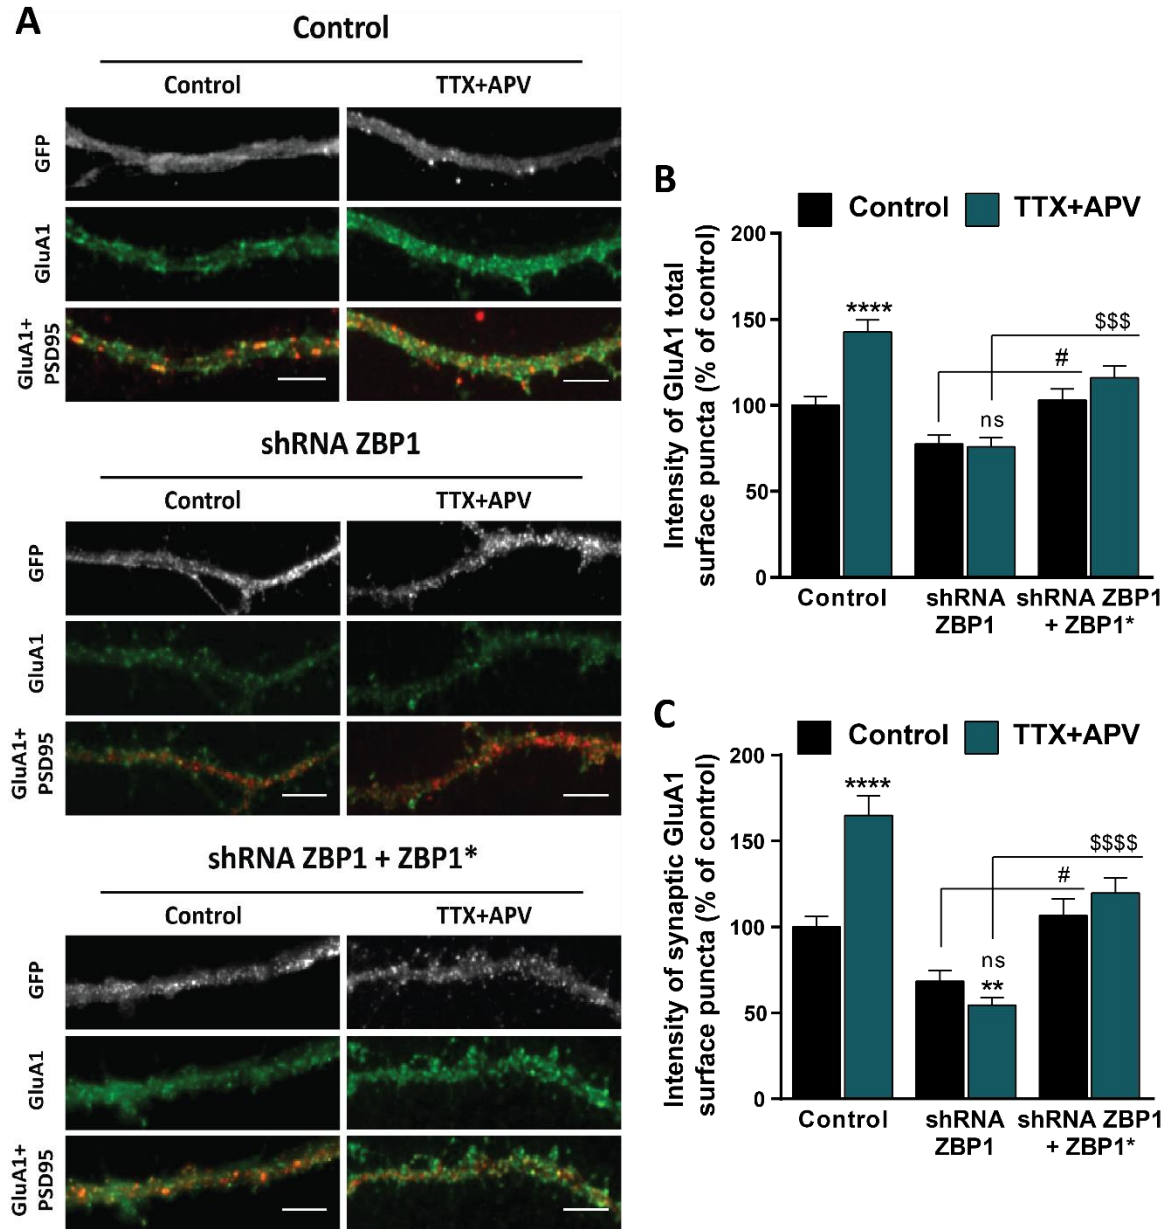 A
Control
Control TTX+APV
GFP
GluA1
GluA1+
PSD95
shRNA ZBP1
Control TTX+APV
GFP
GluA1
GluA1+
PSD95
shRNA ZBP1 + ZBP1*
Control TTX+APV
GFP
GluA1
GluA1+
PSD95
B
Control TTX+APV
Intensity of GluA1 total
surface puncta (% of control)
200
150
100
50
0
****
ns
#
$$$
Control
shRNA
ZBP1
shRNA ZBP1
+ ZBP1*
C
Control TTX+APV
Intensity of synaptic GluA1
surface puncta (% of control)
200
150
100
50
0
****
ns
**
#
$$$$
Control
shRNA
ZBP1
shRNA ZBP1
+ ZBP1*